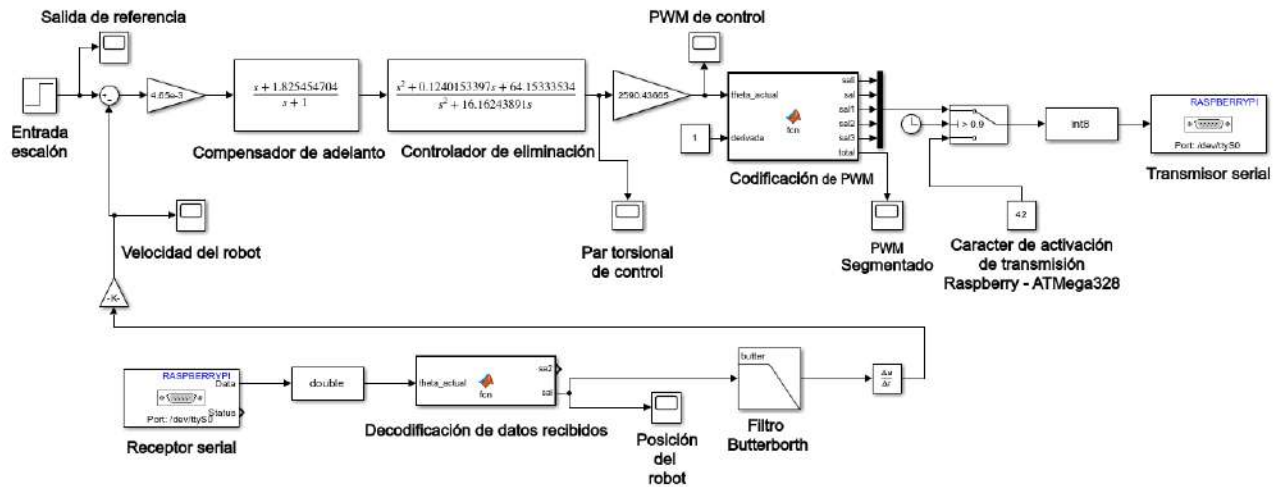 Salida de referencia
PWM de control
Entrada
escalón
4.65e-3
s + 1.825454704
s + 1
Compensador de adelanto
s² + 0.1240153397s + 64.15333534
s² + 16.16243891s
Controlador de eliminación
2590.43665
theta_actual
derivada
fcn
sal
sal1
sal2
sal3
total
1
Codificación de PWM
> 0.9
int8
RASPBERRYPI
Port: /dev/ttyS0
Transmisor serial
42
Caracter de activación
de transmisión
Raspberry - ATMega328
PWM
Segmentado
Par torsional
de control
Velocidad del robot
-K-
RASPBERRYPI
Data
Status
Port: /dev/ttyS0
Receptor serial
double
theta_actual
fcn
sal2
sal
Decodificación de datos recibidos
Posición
del
robot
butter
Filtro
Butterborth
Δu
Δt